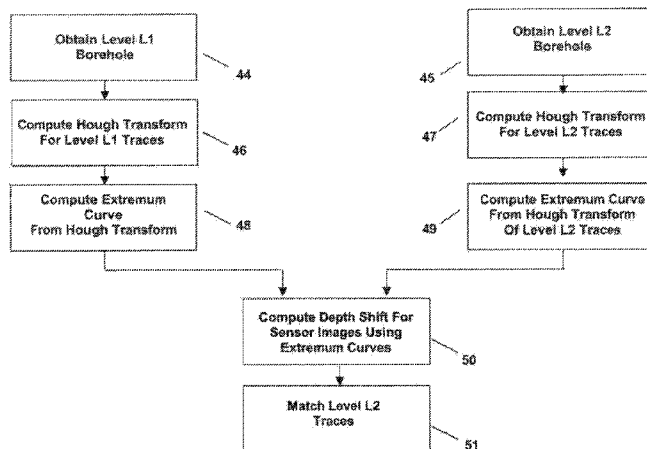 Obtain Level L1
Borehole
44
Obtain Level L2
Borehole
45
Compute Hough Transform
For Level L1 Traces
46
Compute Hough Transform
For Level L2 Traces
47
Compute Extremum
Curve
From Hough Transform
48
Compute Extremum Curve
From Hough Transform
Of Level L2 Traces
49
Compute Depth Shift For
Sensor Images Using
Extremum Curves
50
Match Level L2
Traces
51